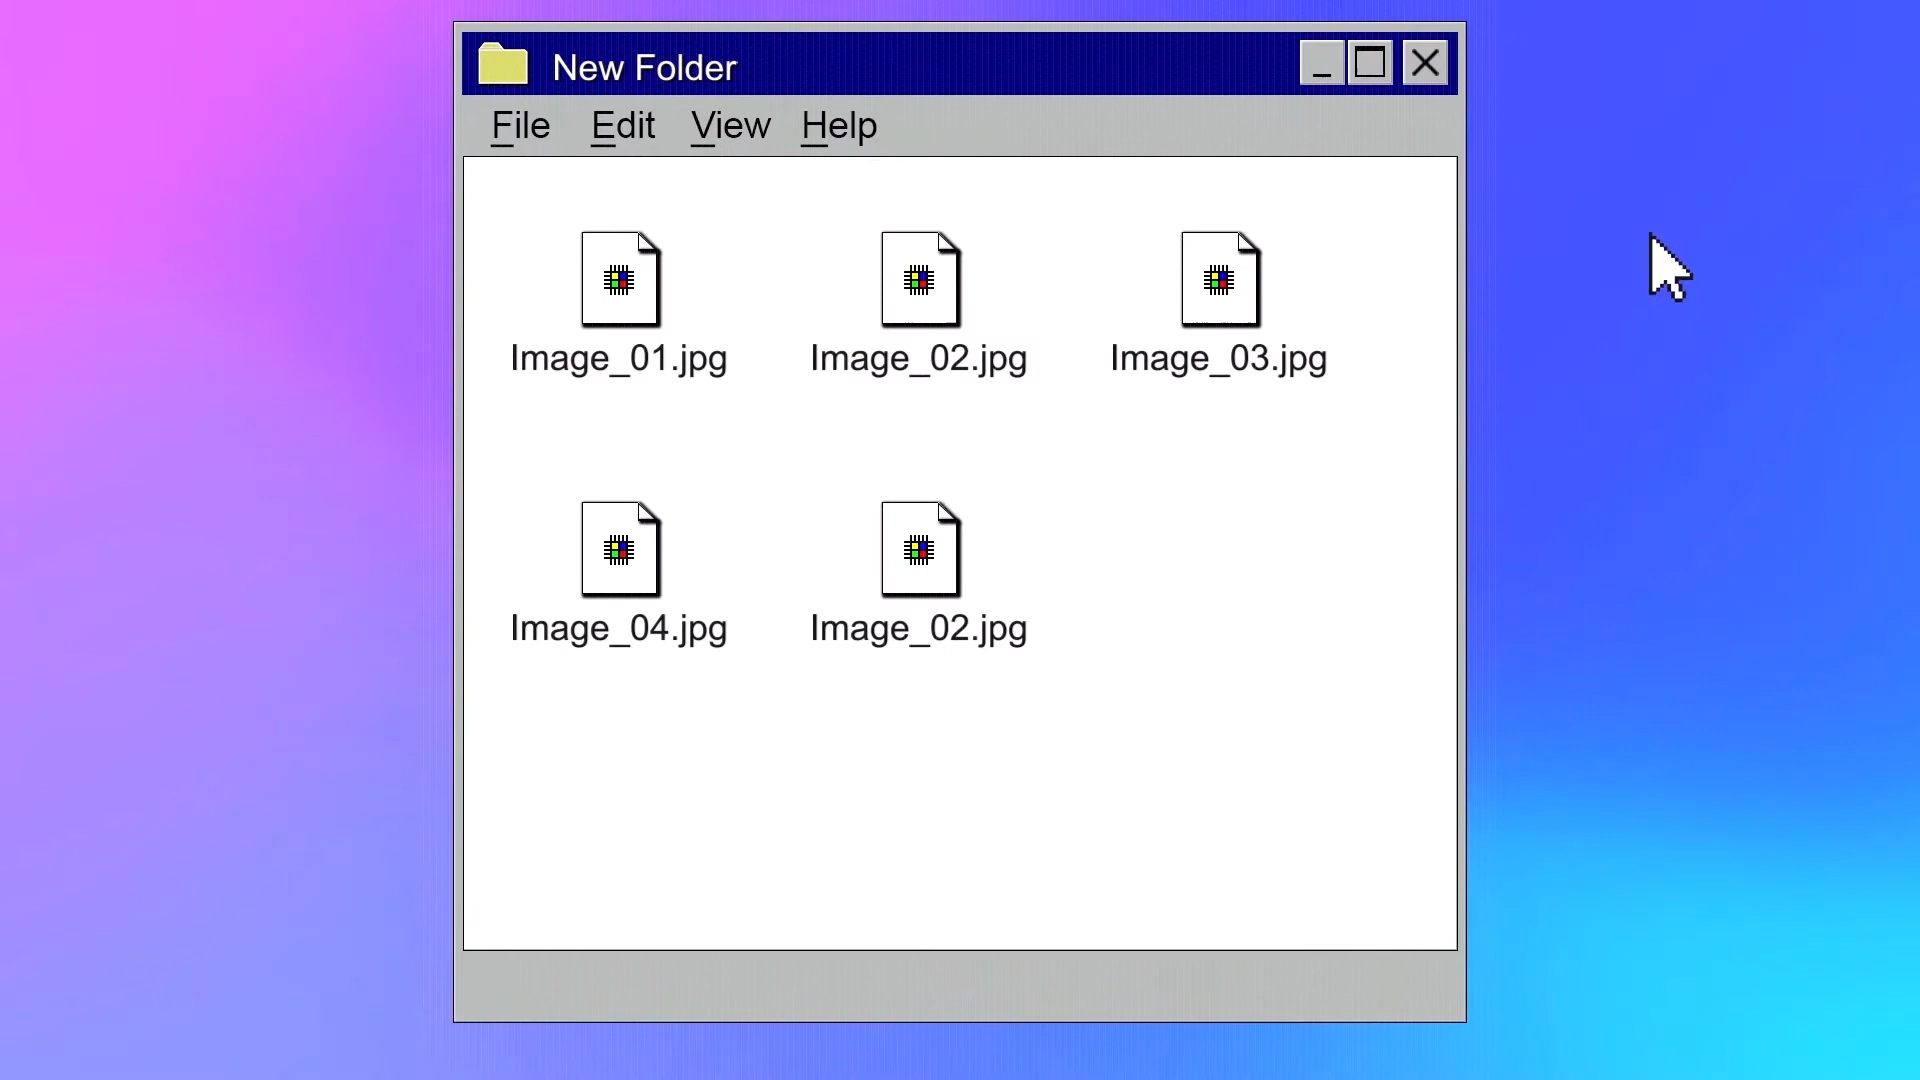 New Folder
File Edit View Help
Image_01.jpg Image_02.jpg Image_03.jpg
Image_04.jpg Image_02.jpg